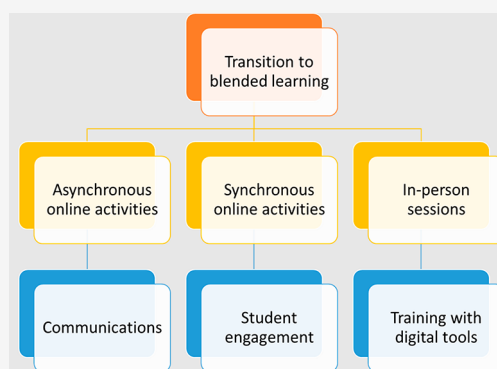 Transition to
blended learning
Asynchronous
online activities
Synchronous
online activities
In-person
sessions
Communications
Student
engagement
Training with
digital tools